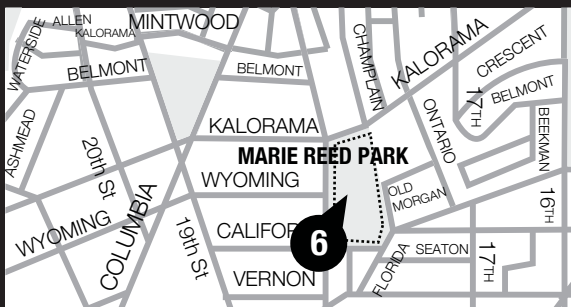 ALLEN
MINTWOOD
KALORAMA
WATERSIDE
BELMONT
BELMONT
CHAMPLAIN
KALORAMA
CRESCENT
BELMONT
17TH
ONTARIO
BEEKMAN
ASHMEAD
20th St
KALORAMA
MARIE REED PARK
WYOMING
OLD
MORGAN
16TH
WYOMING
COLUMBIA
19th St
CALIFOR
6
FLORIDA
SEATON
17TH
VERNON